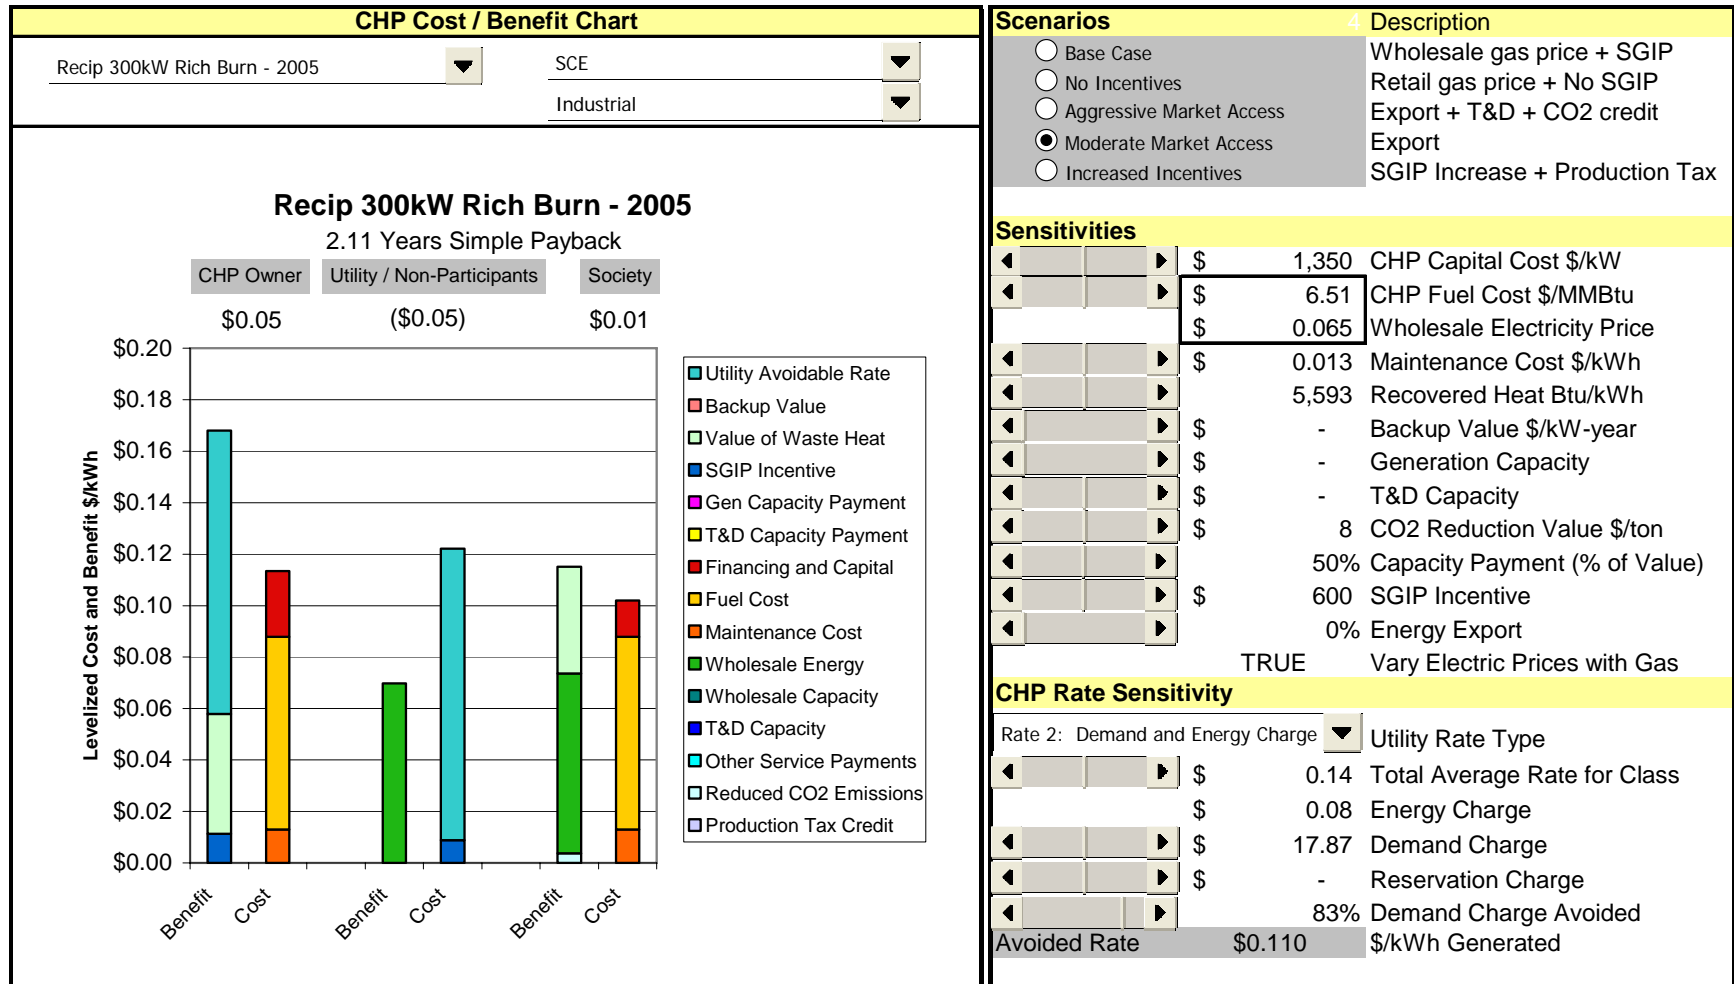 CHP Cost / Benefit Chart
Recip 300kW Rich Burn - 2005
SCE
Industrial
Recip 300kW Rich Burn - 2005
2.11 Years Simple Payback
CHP Owner Utility / Non-Participants Society
$0.05 ($0.05) $0.01
Levelized Cost and Benefit $/kWh
$0.20
$0.18
$0.16
$0.14
$0.12
$0.10
$0.08
$0.06
$0.04
$0.02
$0.00
Benefit Cost Benefit Cost Benefit Cost
Utility Avoidable Rate
Backup Value
Value of Waste Heat
SGIP Incentive
Gen Capacity Payment
T&D Capacity Payment
Financing and Capital
Fuel Cost
Maintenance Cost
Wholesale Energy
Wholesale Capacity
T&D Capacity
Other Service Payments
Reduced CO2 Emissions
Production Tax Credit
Scenarios 4 Description
Base Case Wholesale gas price + SGIP
No Incentives Retail gas price + No SGIP
Aggressive Market Access Export + T&D + CO2 credit
Moderate Market Access Export
Increased Incentives SGIP Increase + Production Tax
Sensitivities
$ 1,350 CHP Capital Cost $/kW
$ 6.51 CHP Fuel Cost $/MMBtu
$ 0.065 Wholesale Electricity Price
$ 0.013 Maintenance Cost $/kWh
5,593 Recovered Heat Btu/kWh
$ - Backup Value $/kW-year
$ - Generation Capacity
$ - T&D Capacity
$ 8 CO2 Reduction Value $/ton
50% Capacity Payment (% of Value)
$ 600 SGIP Incentive
0% Energy Export
TRUE Vary Electric Prices with Gas
CHP Rate Sensitivity
Rate 2: Demand and Energy Charge Utility Rate Type
$ 0.14 Total Average Rate for Class
$ 0.08 Energy Charge
$ 17.87 Demand Charge
$ - Reservation Charge
83% Demand Charge Avoided
Avoided Rate $0.110 $/kWh Generated